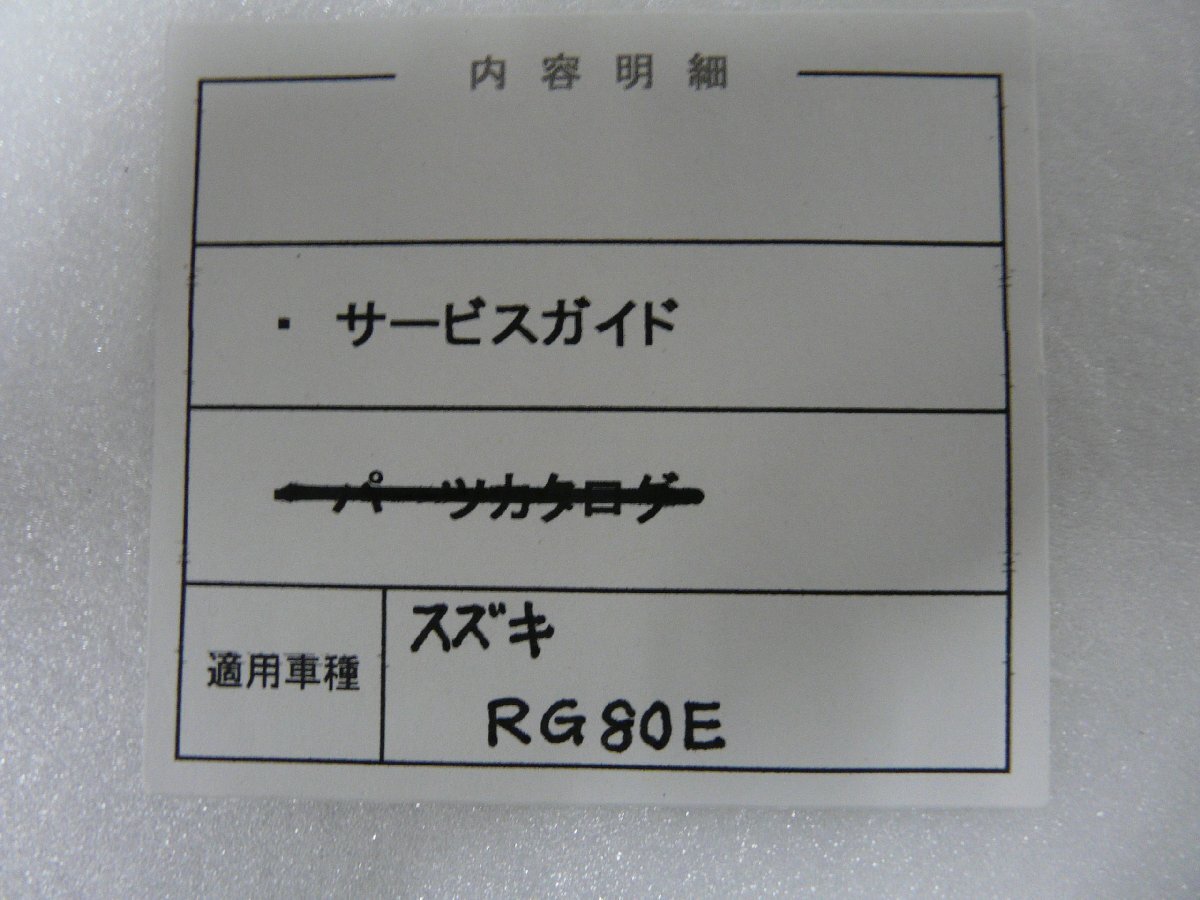 内容明細
・ サービスガイド
・ パーツカタログ
適用車種
スズキ
RG80E